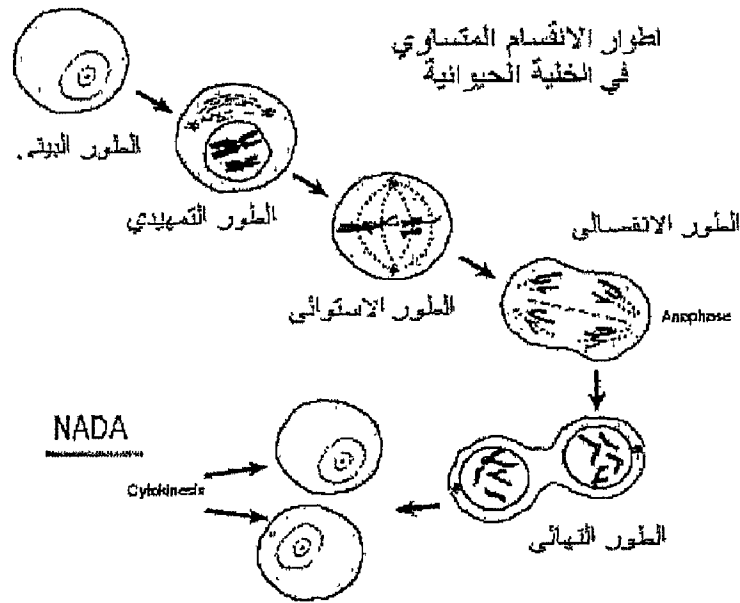 اطوار الانقسام المتساوي
في الخلية الحيوانية
الطور البيني
الطور التمهيدي
الطور الاستوائي
الطور الانفصالي
Anaphase
الطور النهائي
Cytokinesis
NADA